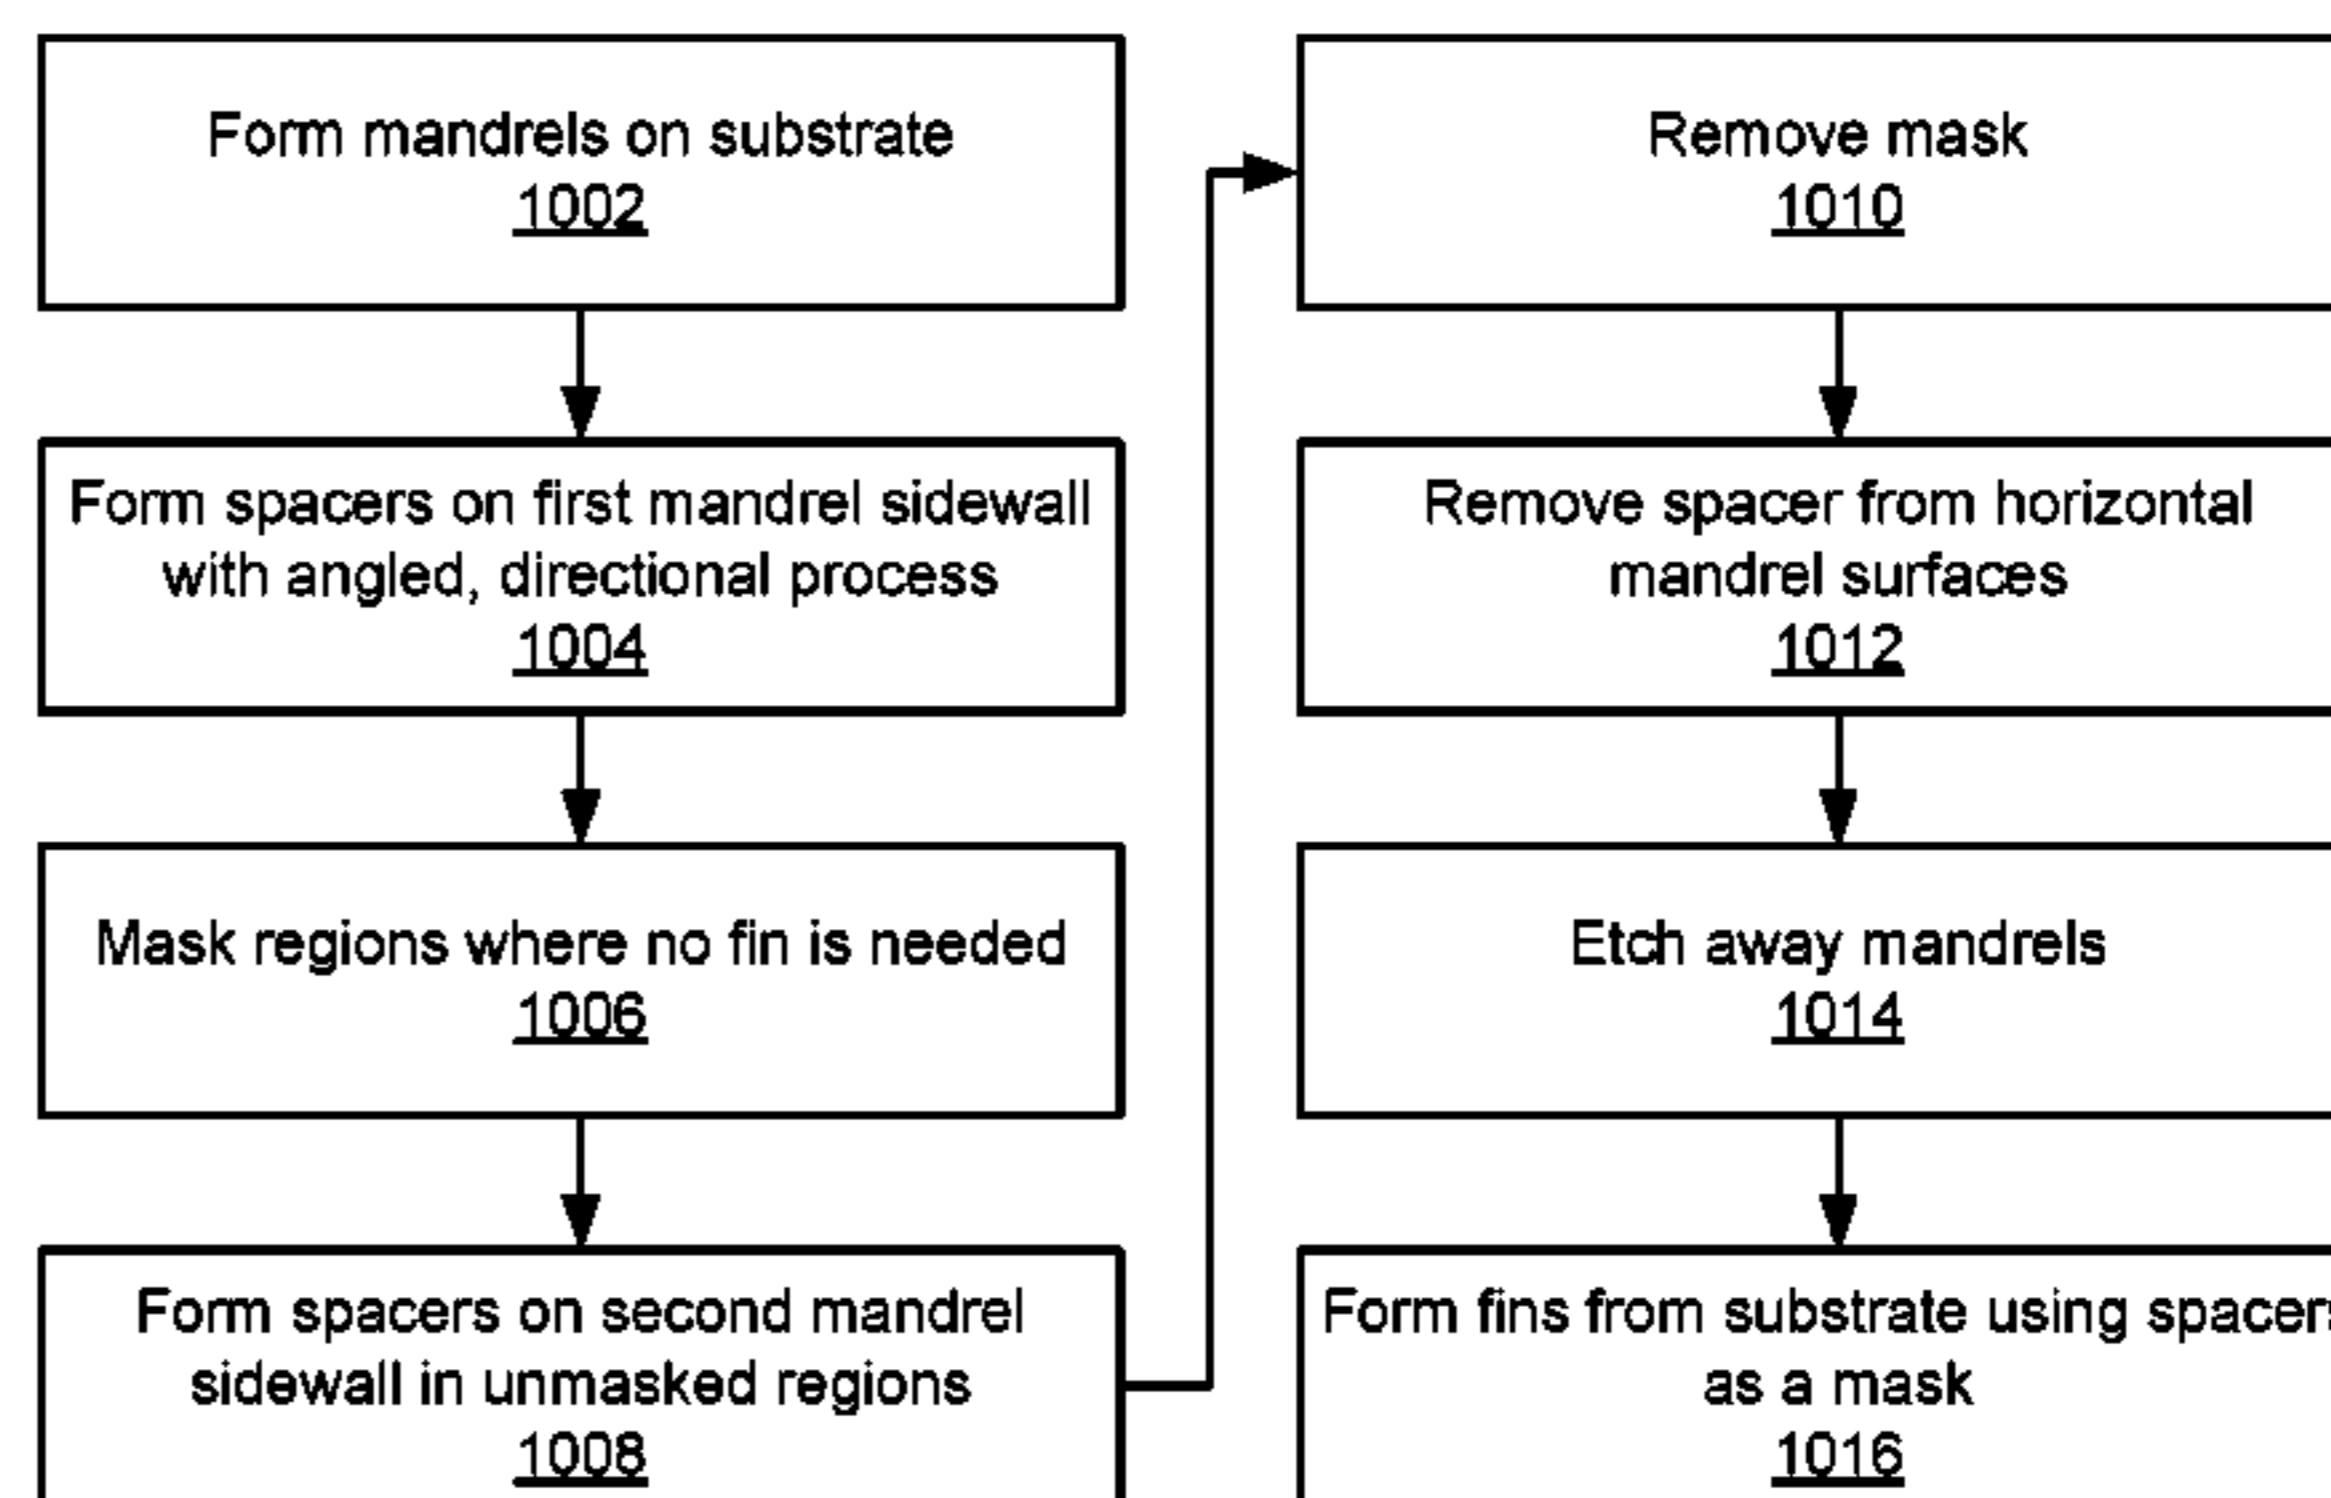 Form mandrels on substrate
1002
Form spacers on first mandrel sidewall
with angled, directional process
1004
Mask regions where no fin is needed
1006
Form spacers on second mandrel
sidewall in unmasked regions
1008
Remove mask
1010
Remove spacer from horizontal
mandrel surfaces
1012
Etch away mandrels
1014
Form fins from substrate using spacers
as a mask
1016